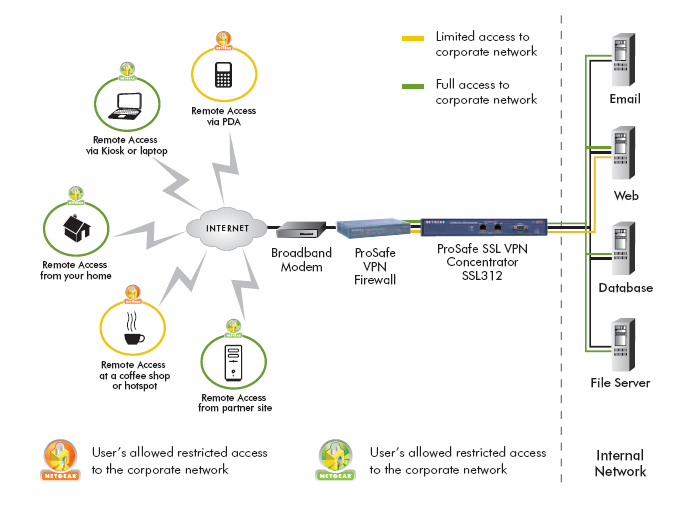 Limited access to
corporate network
Full access to
corporate network
NETGEAR
Remote Access
via PDA
Remote Access
via Kiosk or laptop
Remote Access
from your home
Remote Access
at a coffee shop
or hotspot
Remote Access
from partner site
INTERNET
Broadband
Modem
ProSafe
VPN
Firewall
NETGEAR
ProSafe SSL VPN
Concentrator
SSL312
Email
Web
Database
File Server
Internal
Network
NETGEAR
User's allowed restricted access
to the corporate network
NETGEAR
User's allowed restricted access
to the corporate network